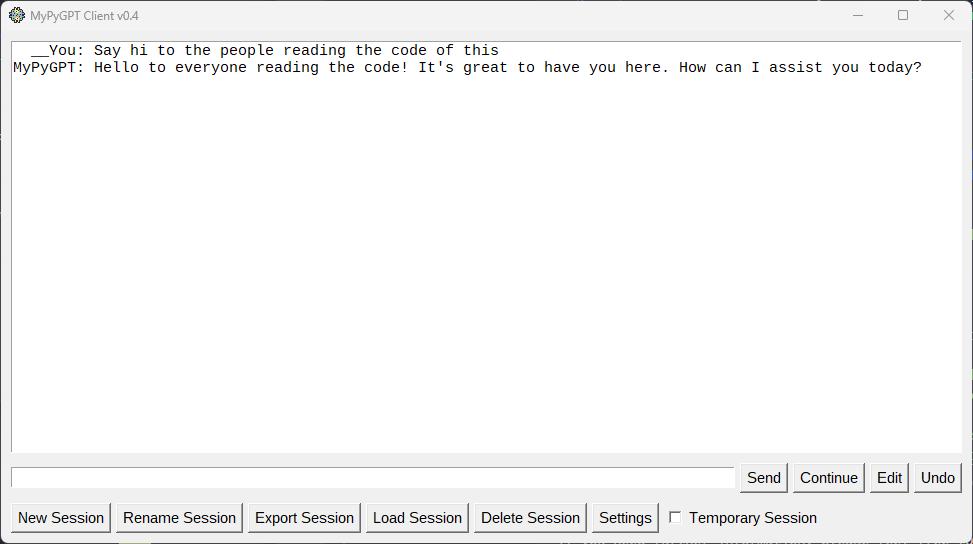 MyPyGPT Client v0.4
__You: Say hi to the people reading the code of this
MyPyGPT: Hello to everyone reading the code! It's great to have you here. How can I assist you today?
Send Continue Edit Undo
New Session Rename Session Export Session Load Session Delete Session Settings Temporary Session